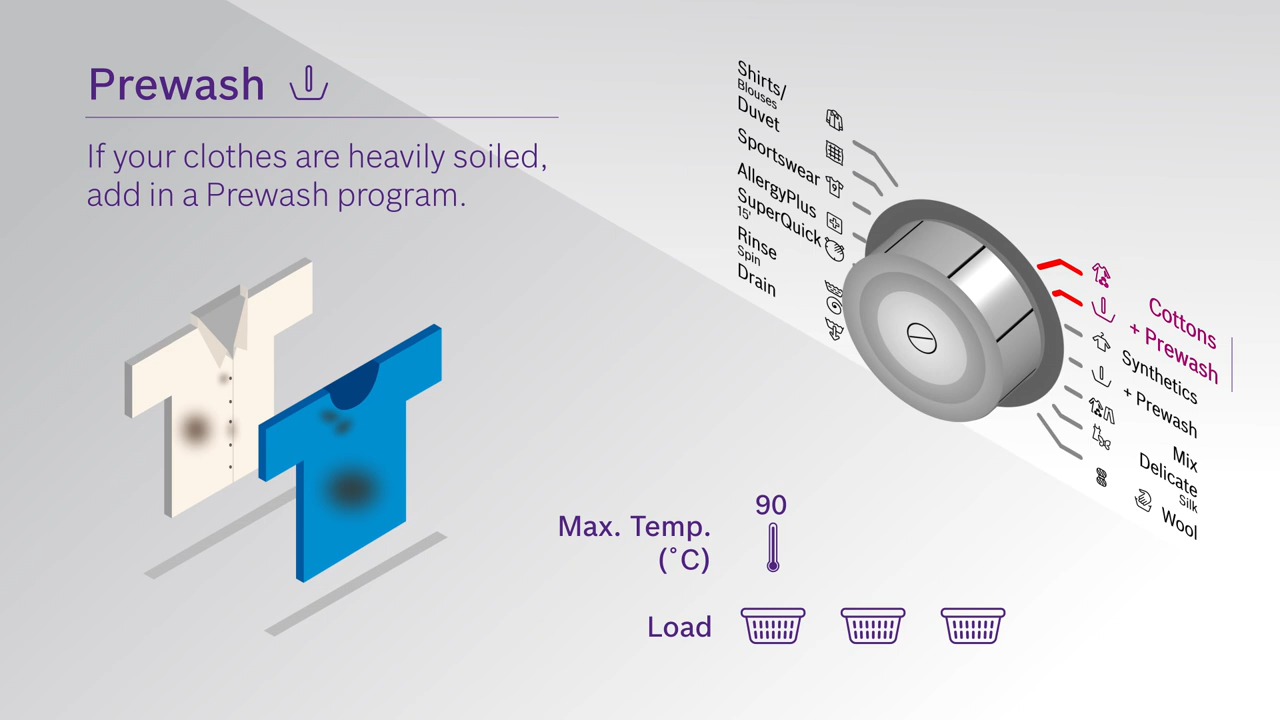 Prewash
If your clothes are heavily soiled,
add in a Prewash program.
Shirts/
Blouses
Duvet
Sportswear
AllergyPlus
SuperQuick
15'
Rinse
Spin
Drain
Cottons
+ Prewash
Synthetics
+ Prewash
Mix
Delicate
Silk
Wool
90
Max. Temp.
(˚C)
Load